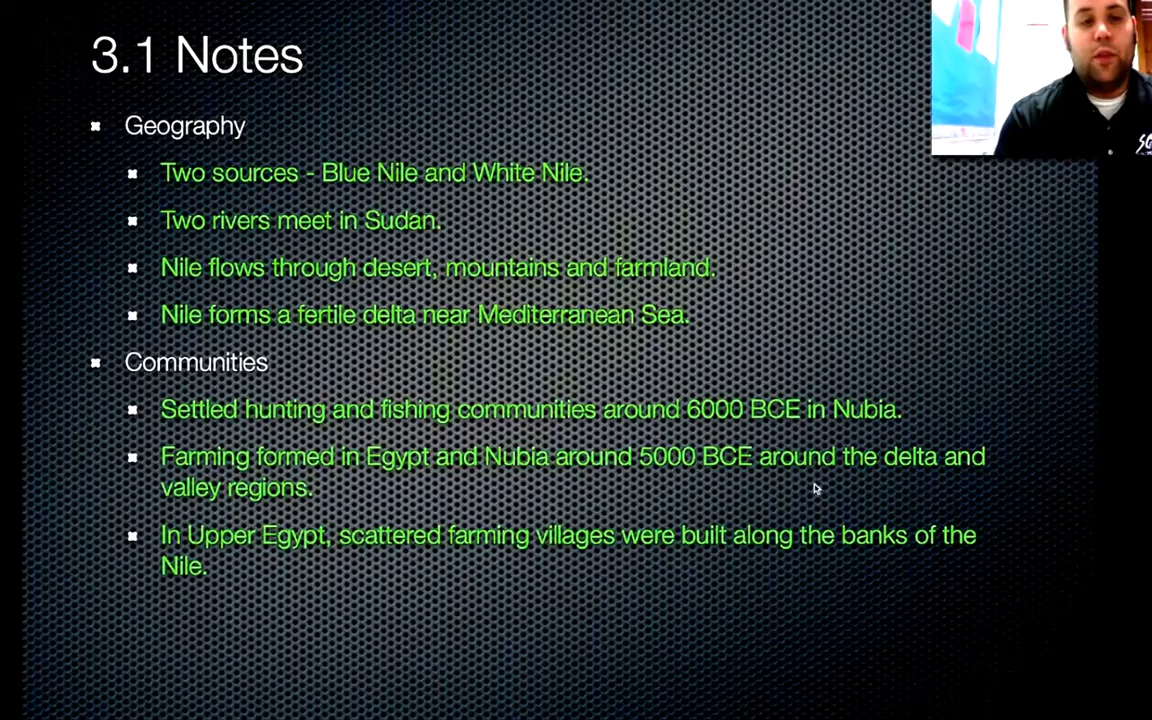 3.1 Notes
Geography
Two sources - Blue Nile and White Nile.
Two rivers meet in Sudan.
Nile flows through desert, mountains and farmland.
Nile forms a fertile delta near Mediterranean Sea.
Communities
Settled hunting and fishing communities around 6000 BCE in Nubia.
Farming formed in Egypt and Nubia around 5000 BCE around the delta and
valley regions.
In Upper Egypt, scattered farming villages were built along the banks of the
Nile.